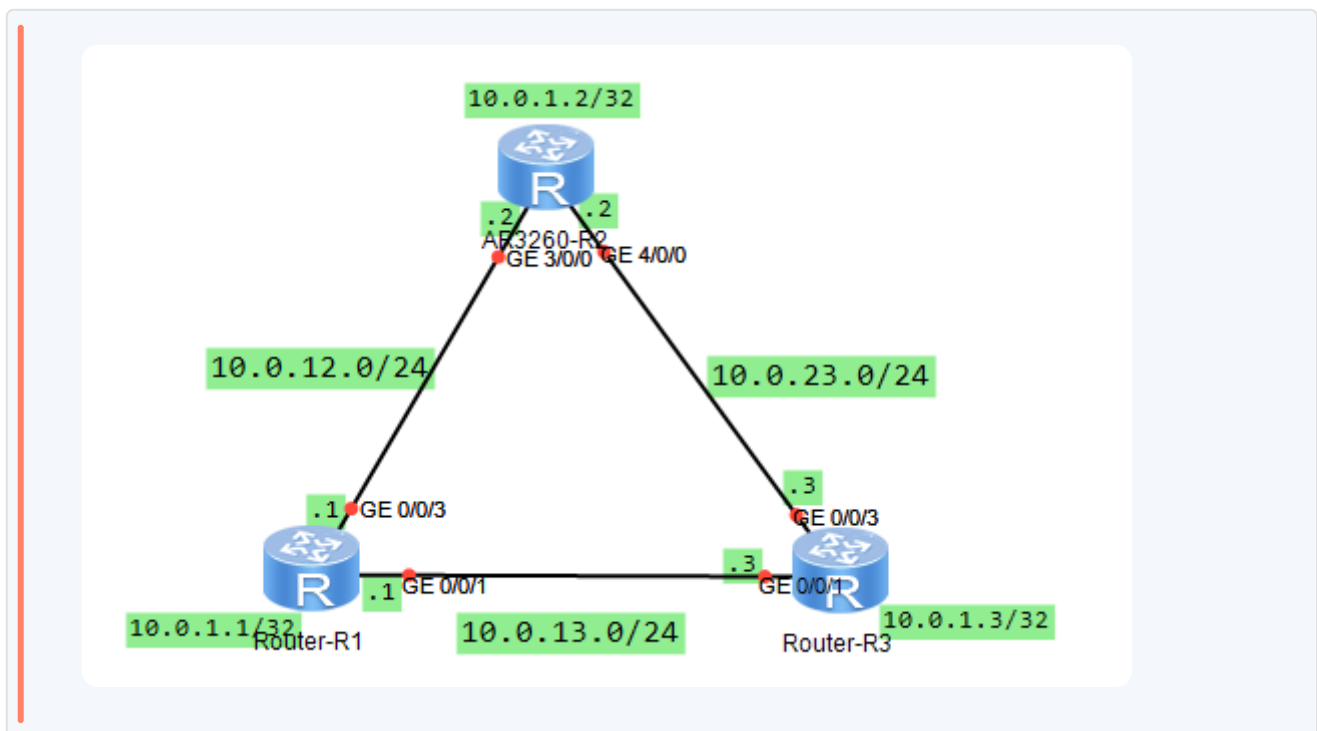 10.0.1.2/32
R
.2
.2
AR3260-R2
GE 3/0/0
GE 4/0/0
10.0.12.0/24
10.0.23.0/24
.1
GE 0/0/3
.3
GE 0/0/3
R
.1
GE 0/0/1
.3
GE 0/0/1
R
10.0.1.1/32
Router-R1
10.0.13.0/24
10.0.1.3/32
Router-R3